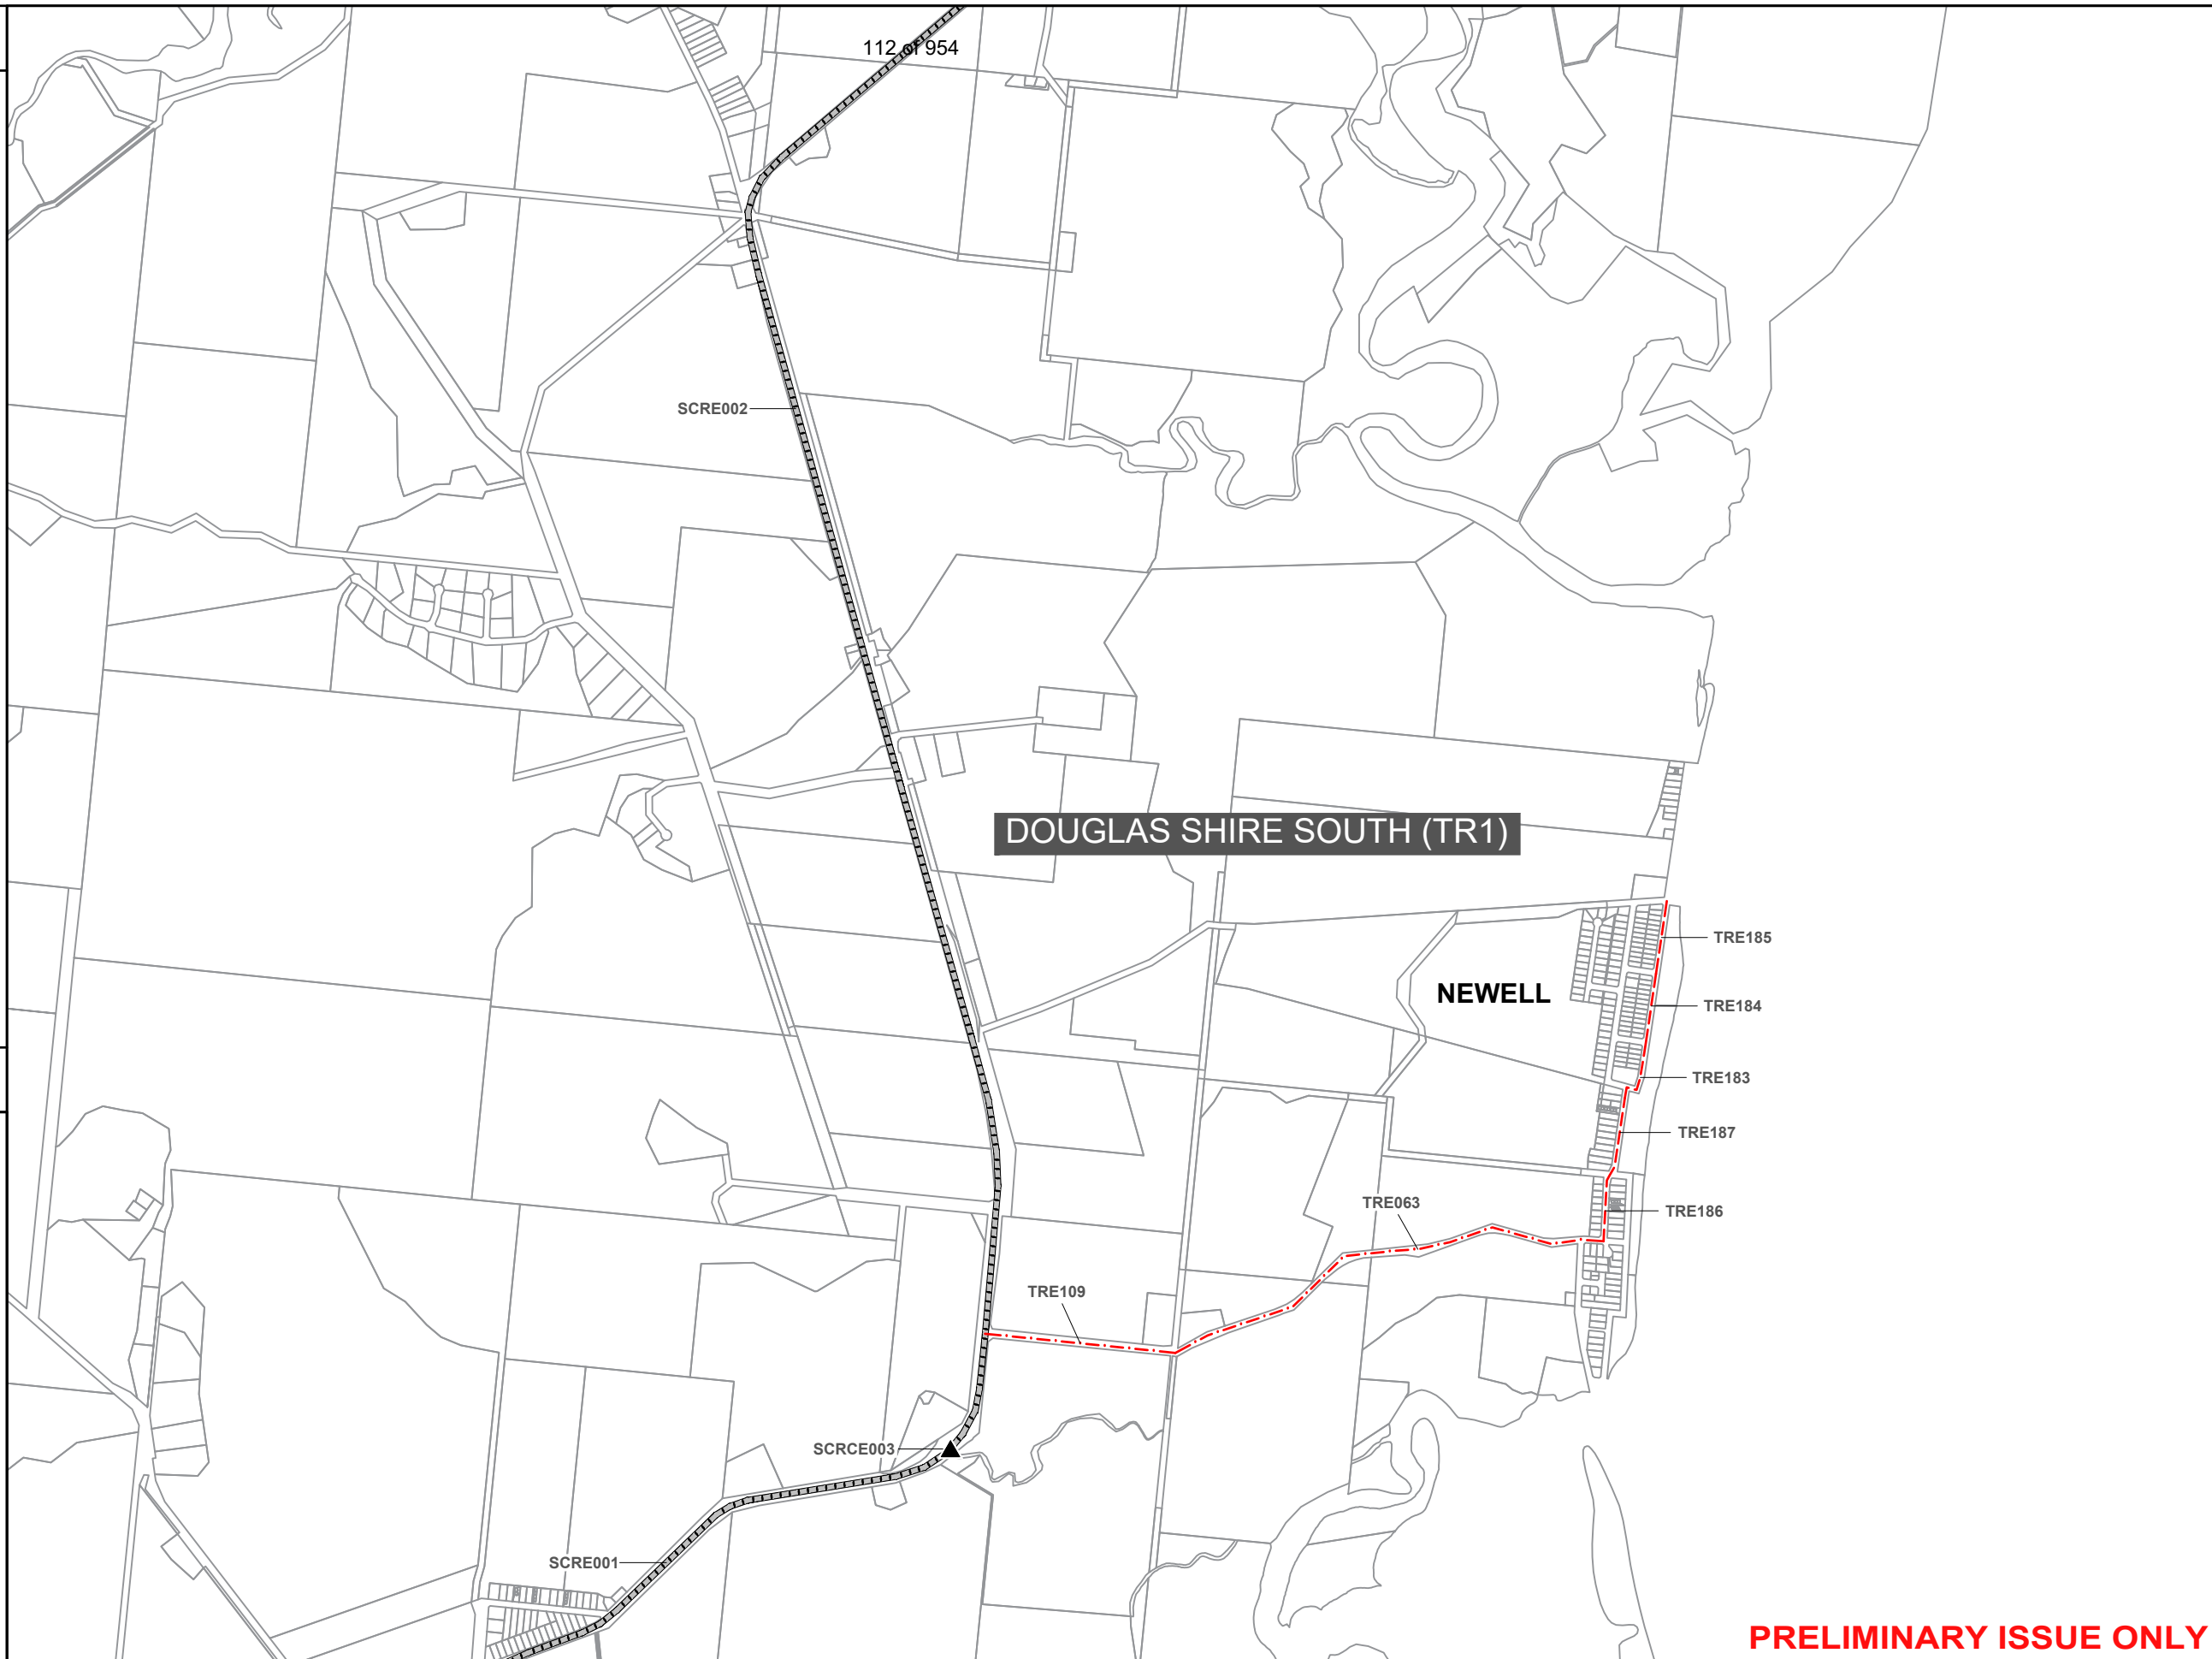 112 of 954
SCRE002
DOUGLAS SHIRE SOUTH (TR1)
TRE185
NEWELL
TRE184
TRE183
TRE187
TRE063
TRE186
TRE109
SCRCE003
SCRE001
PRELIMINARY ISSUE ONLY